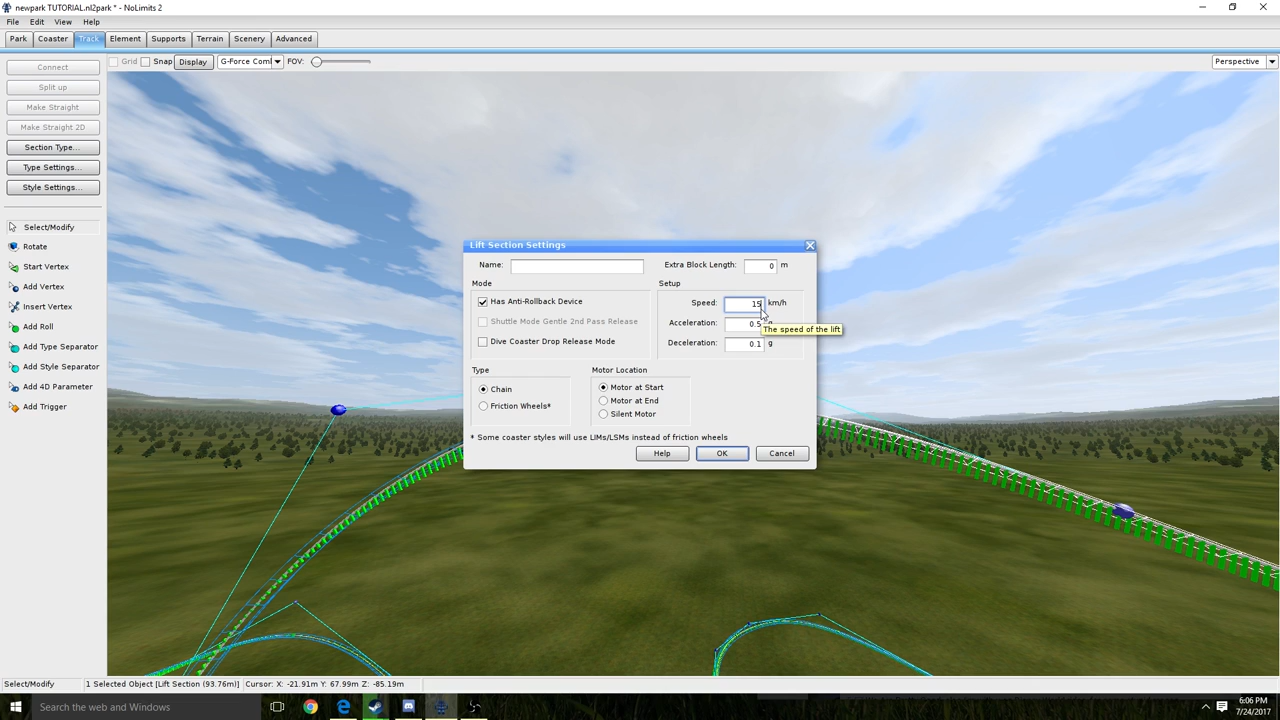 newpark TUTORIAL.nl2park * - NoLimits 2
File Edit View Help
Park Coaster Track Element Supports Terrain Scenery Advanced
Connect
Split up
Make Straight
Make Straight 2D
Section Type...
Type Settings...
Style Settings...
Select/Modify
Rotate
Start Vertex
Add Vertex
Insert Vertex
Add Roll
Add Type Separator
Add Style Separator
Add 4D Parameter
Add Trigger
Grid Snap Display G-Force Coml FOV: Perspective
Lift Section Settings
Name: Extra Block Length: 0 m
Mode
Has Anti-Rollback Device
Shuttle Mode Gentle 2nd Pass Release
Dive Coaster Drop Release Mode
Setup
Speed: 15 km/h
Acceleration: 0.5 g
The speed of the lift
Deceleration: 0.1 g
Type
Chain
Friction Wheels*
Motor Location
Motor at Start
Motor at End
Silent Motor
* Some coaster styles will use LIMs/LSMs instead of friction wheels
Help OK Cancel
Select/Modify 1 Selected Object [Lift Section (93.76m)] Cursor: X: -21.91m Y: 67.99m Z: -85.19m
Search the web and Windows
6:06 PM
7/24/2017